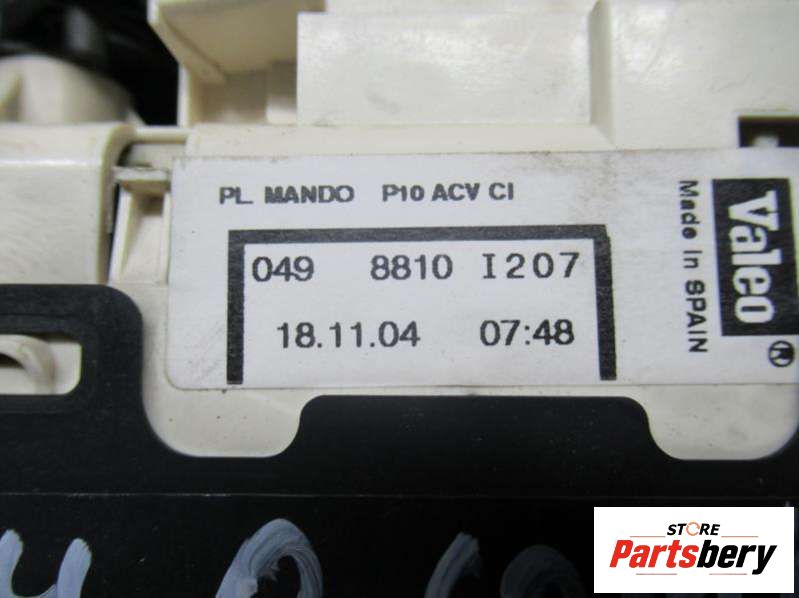 PL. MANDO P10 ACV CI
049 8810 I207
18.11.04 07:48
Valeo
Made In SPAIN
STORE
Partsbery